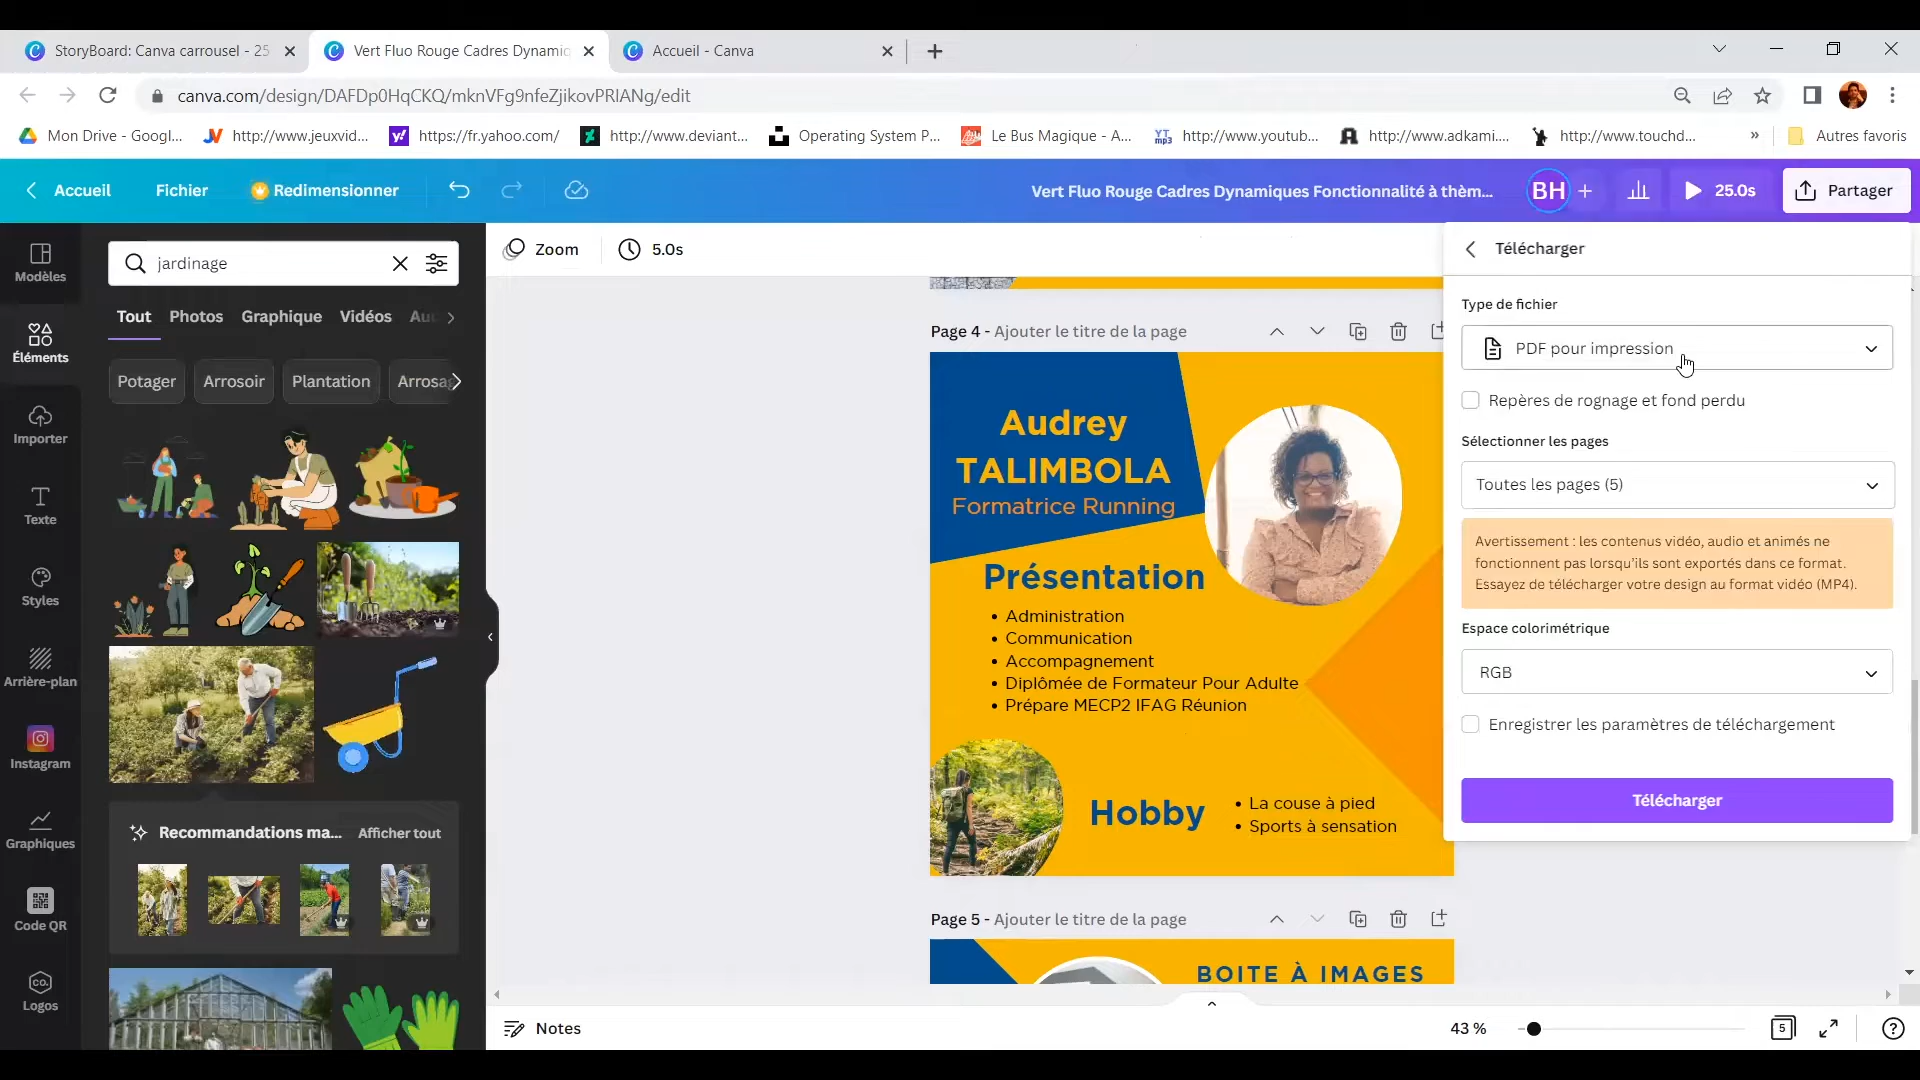 StoryBoard: Canva carrousel - 25
Vert Fluo Rouge Cadres Dynamiq
Accueil - Canva
canva.com/design/DAFDp0HqCKQ/mknVFg9nfeZjikovPRIANg/edit
Mon Drive - Googl...
http://www.jeuxvid...
https://fr.yahoo.com/
http://www.deviant...
Operating System P...
Le Bus Magique - A...
YT mp3
http://www.youtub...
http://www.adkami....
http://www.touchd...
»
Autres favoris
Accueil
Fichier
Redimensionner
Vert Fluo Rouge Cadres Dynamiques Fonctionnalité à thèm...
BH
25.0s
Partager
Modèles
Éléments
Importer
Texte
Styles
Arrière-plan
Instagram
Graphiques
Code QR
CO.
Logos
jardinage
Tout
Photos
Graphique
Vidéos
Au
Potager
Arrosoir
Plantation
Arrosag
Recommandations ma...
Afficher tout
Zoom
5.0s
Page 4 - Ajouter le titre de la page
Audrey
TALIMBOLA
Formatrice Running
Présentation
• Administration
• Communication
• Accompagnement
• Diplômée de Formateur Pour Adulte
• Prépare MECP2 IFAG Réunion
Hobby
• La couse à pied
• Sports à sensation
Page 5 - Ajouter le titre de la page
BOITE À IMAGES
Télécharger
Type de fichier
PDF pour impression
Repères de rognage et fond perdu
Sélectionner les pages
Toutes les pages (5)
Avertissement : les contenus vidéo, audio et animés ne
fonctionnent pas lorsqu'ils sont exportés dans ce format.
Essayez de télécharger votre design au format vidéo (MP4).
Espace colorimétrique
RGB
Enregistrer les paramètres de téléchargement
Télécharger
Notes
43 %
5